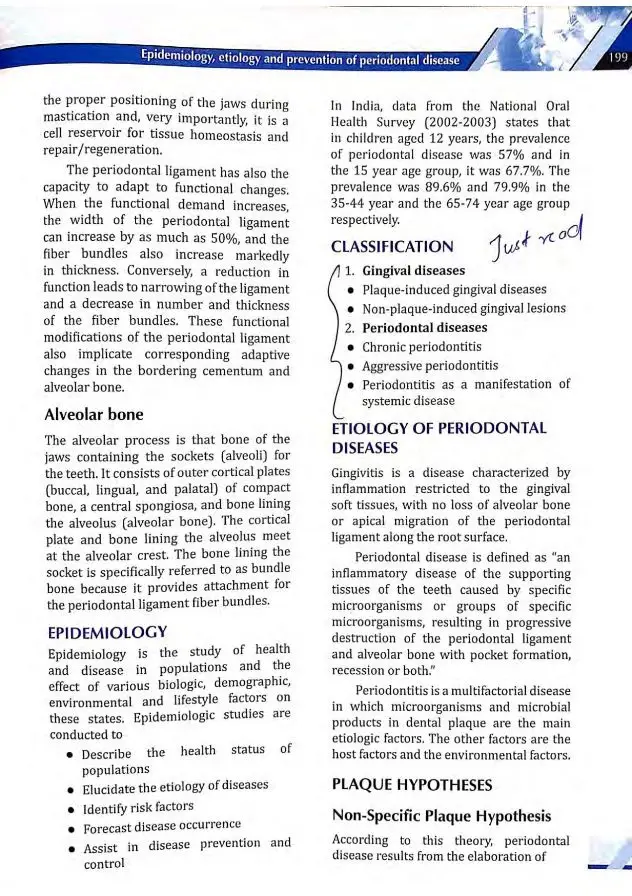 Epidemiology, etiology and prevention of periodontal disease
199
the proper positioning of the jaws during
mastication and, very importantly, it is a
cell reservoir for tissue homeostasis and
repair/regeneration.
The periodontal ligament has also the
capacity to adapt to functional changes.
When the functional demand increases,
the width of the periodontal ligament
can increase by as much as 50%, and the
fiber bundles also increase markedly
in thickness. Conversely, a reduction in
function leads to narrowing of the ligament
and a decrease in number and thickness
of the fiber bundles. These functional
modifications of the periodontal ligament
also implicate corresponding adaptive
changes in the bordering cementum and
alveolar bone.
Alveolar bone
The alveolar process is that bone of the
jaws containing the sockets (alveoli) for
the teeth. It consists of outer cortical plates
(buccal, lingual, and palatal) of compact
bone, a central spongiosa, and bone lining
the alveolus (alveolar bone). The cortical
plate and bone lining the alveolus meet
at the alveolar crest. The bone lining the
socket is specifically referred to as bundle
bone because it provides attachment for
the periodontal ligament fiber bundles.
EPIDEMIOLOGY
Epidemiology is the study of health
and disease in populations and the
effect of various biologic, demographic,
environmental and lifestyle factors on
these states. Epidemiologic studies are
conducted to
• Describe the health status of
populations
• Elucidate the etiology of diseases
• Identify risk factors
• Forecast disease occurrence
• Assist in disease prevention and
control
In India, data from the National Oral
Health Survey (2002-2003) states that
in children aged 12 years, the prevalence
of periodontal disease was 57% and in
the 15 year age group, it was 67.7%. The
prevalence was 89.6% and 79.9% in the
35-44 year and the 65-74 year age group
respectively.
CLASSIFICATION
Just read
1. Gingival diseases
• Plaque-induced gingival diseases
• Non-plaque-induced gingival lesions
2. Periodontal diseases
• Chronic periodontitis
• Aggressive periodontitis
• Periodontitis as a manifestation of
systemic disease
ETIOLOGY OF PERIODONTAL
DISEASES
Gingivitis is a disease characterized by
inflammation restricted to the gingival
soft tissues, with no loss of alveolar bone
or apical migration of the periodontal
ligament along the root surface.
Periodontal disease is defined as "an
inflammatory disease of the supporting
tissues of the teeth caused by specific
microorganisms or groups of specific
microorganisms, resulting in progressive
destruction of the periodontal ligament
and alveolar bone with pocket formation,
recession or both."
Periodontitis is a multifactorial disease
in which microorganisms and microbial
products in dental plaque are the main
etiologic factors. The other factors are the
host factors and the environmental factors.
PLAQUE HYPOTHESES
Non-Specific Plaque Hypothesis
According to this theory, periodontal
disease results from the elaboration of